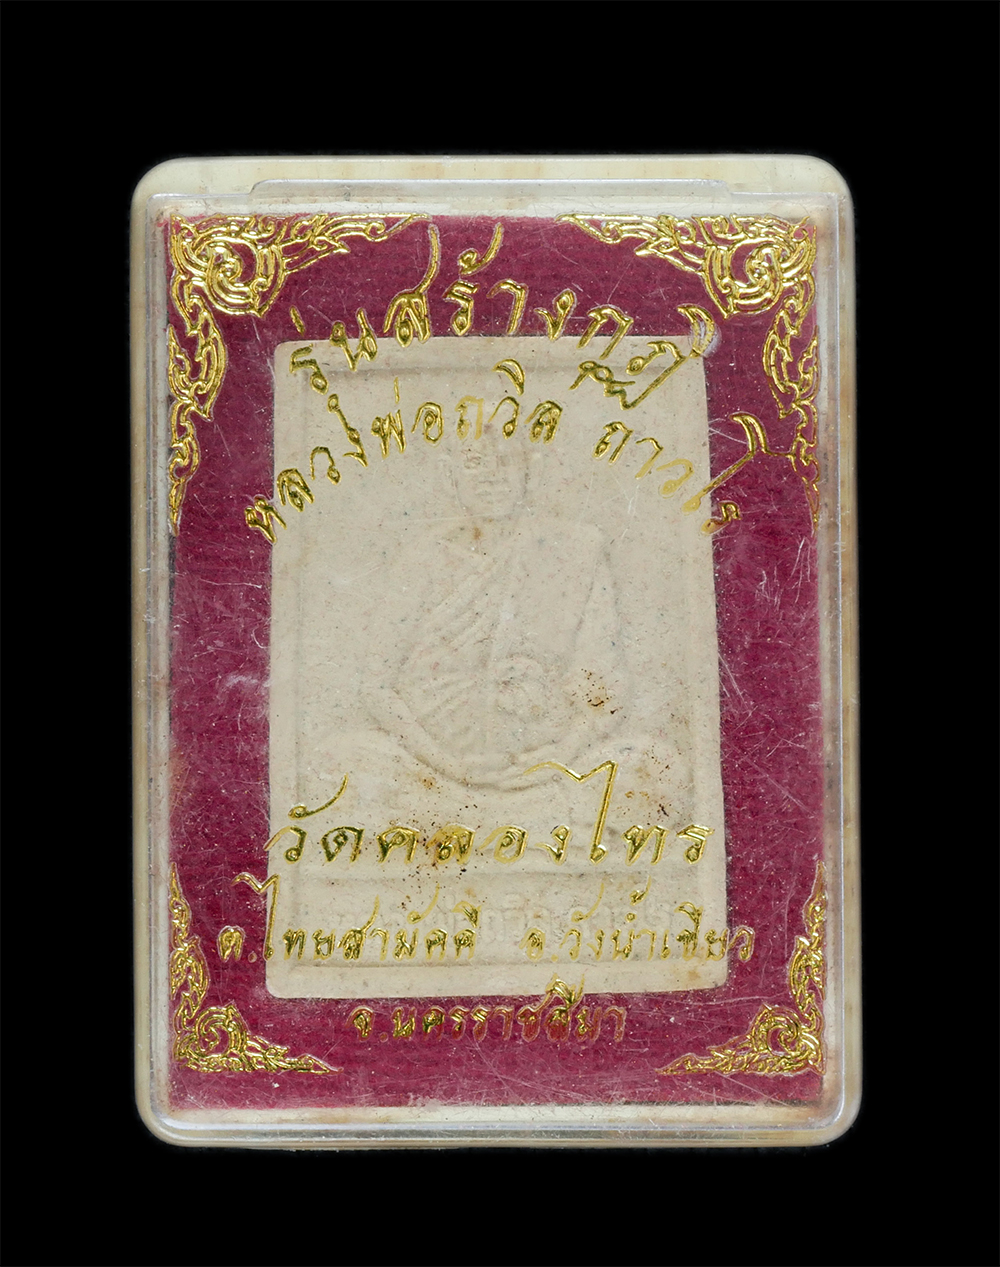 รุ่นสร้างกุฏิ
หลวงพ่อถวิล ถาวโร
วัดคลองไทร
ต.ไทยสามัคคี อ.วังน้ำเขียว
จ.นครราชสีมา